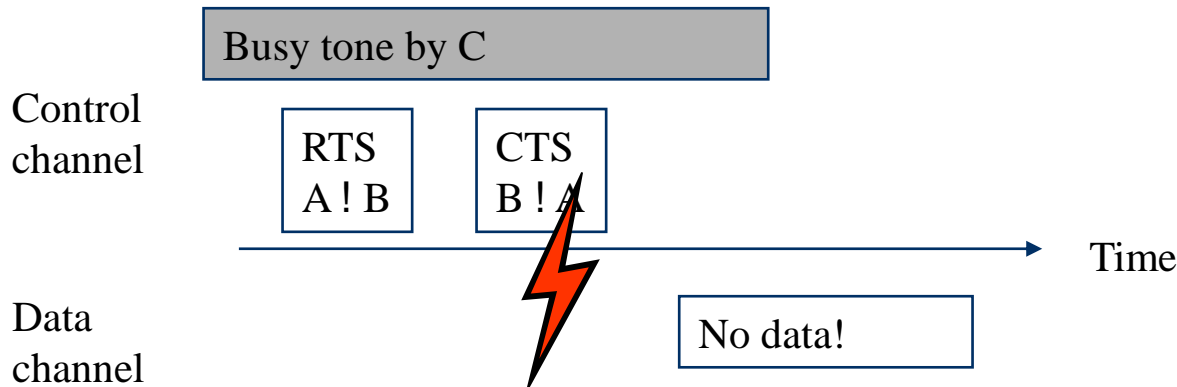 Busy tone by C
Control
channel
RTS
A ! B
CTS
B ! A
Time
Data
channel
No data!